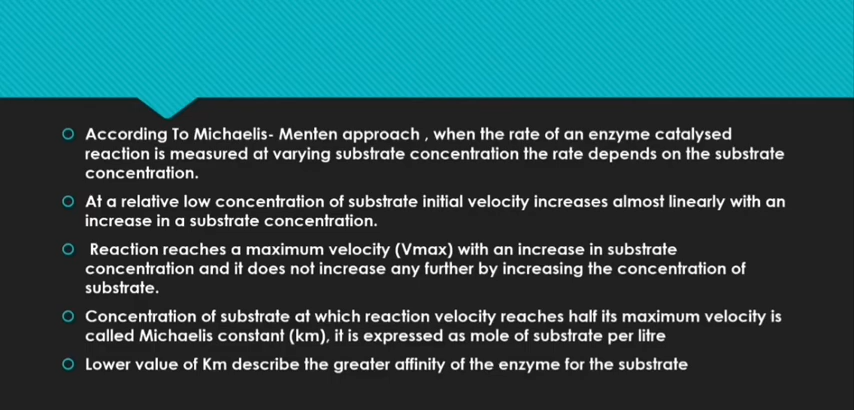 According To Michaelis- Menten approach , when the rate of an enzyme catalysed
reaction is measured at varying substrate concentration the rate depends on the substrate
concentration.
At a relative low concentration of substrate initial velocity increases almost linearly with an
increase in a substrate concentration.
Reaction reaches a maximum velocity (Vmax) with an increase in substrate
concentration and it does not increase any further by increasing the concentration of
substrate.
Concentration of substrate at which reaction velocity reaches half its maximum velocity is
called Michaelis constant (km), it is expressed as mole of substrate per litre
Lower value of Km describe the greater affinity of the enzyme for the substrate